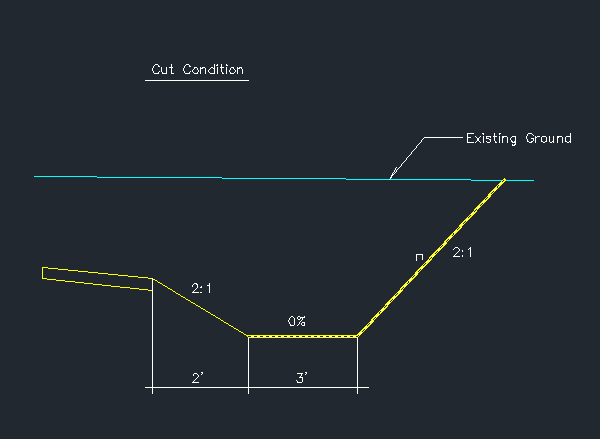 Cut Condition
Existing Ground
2:1
2:1
0%
2'
3'